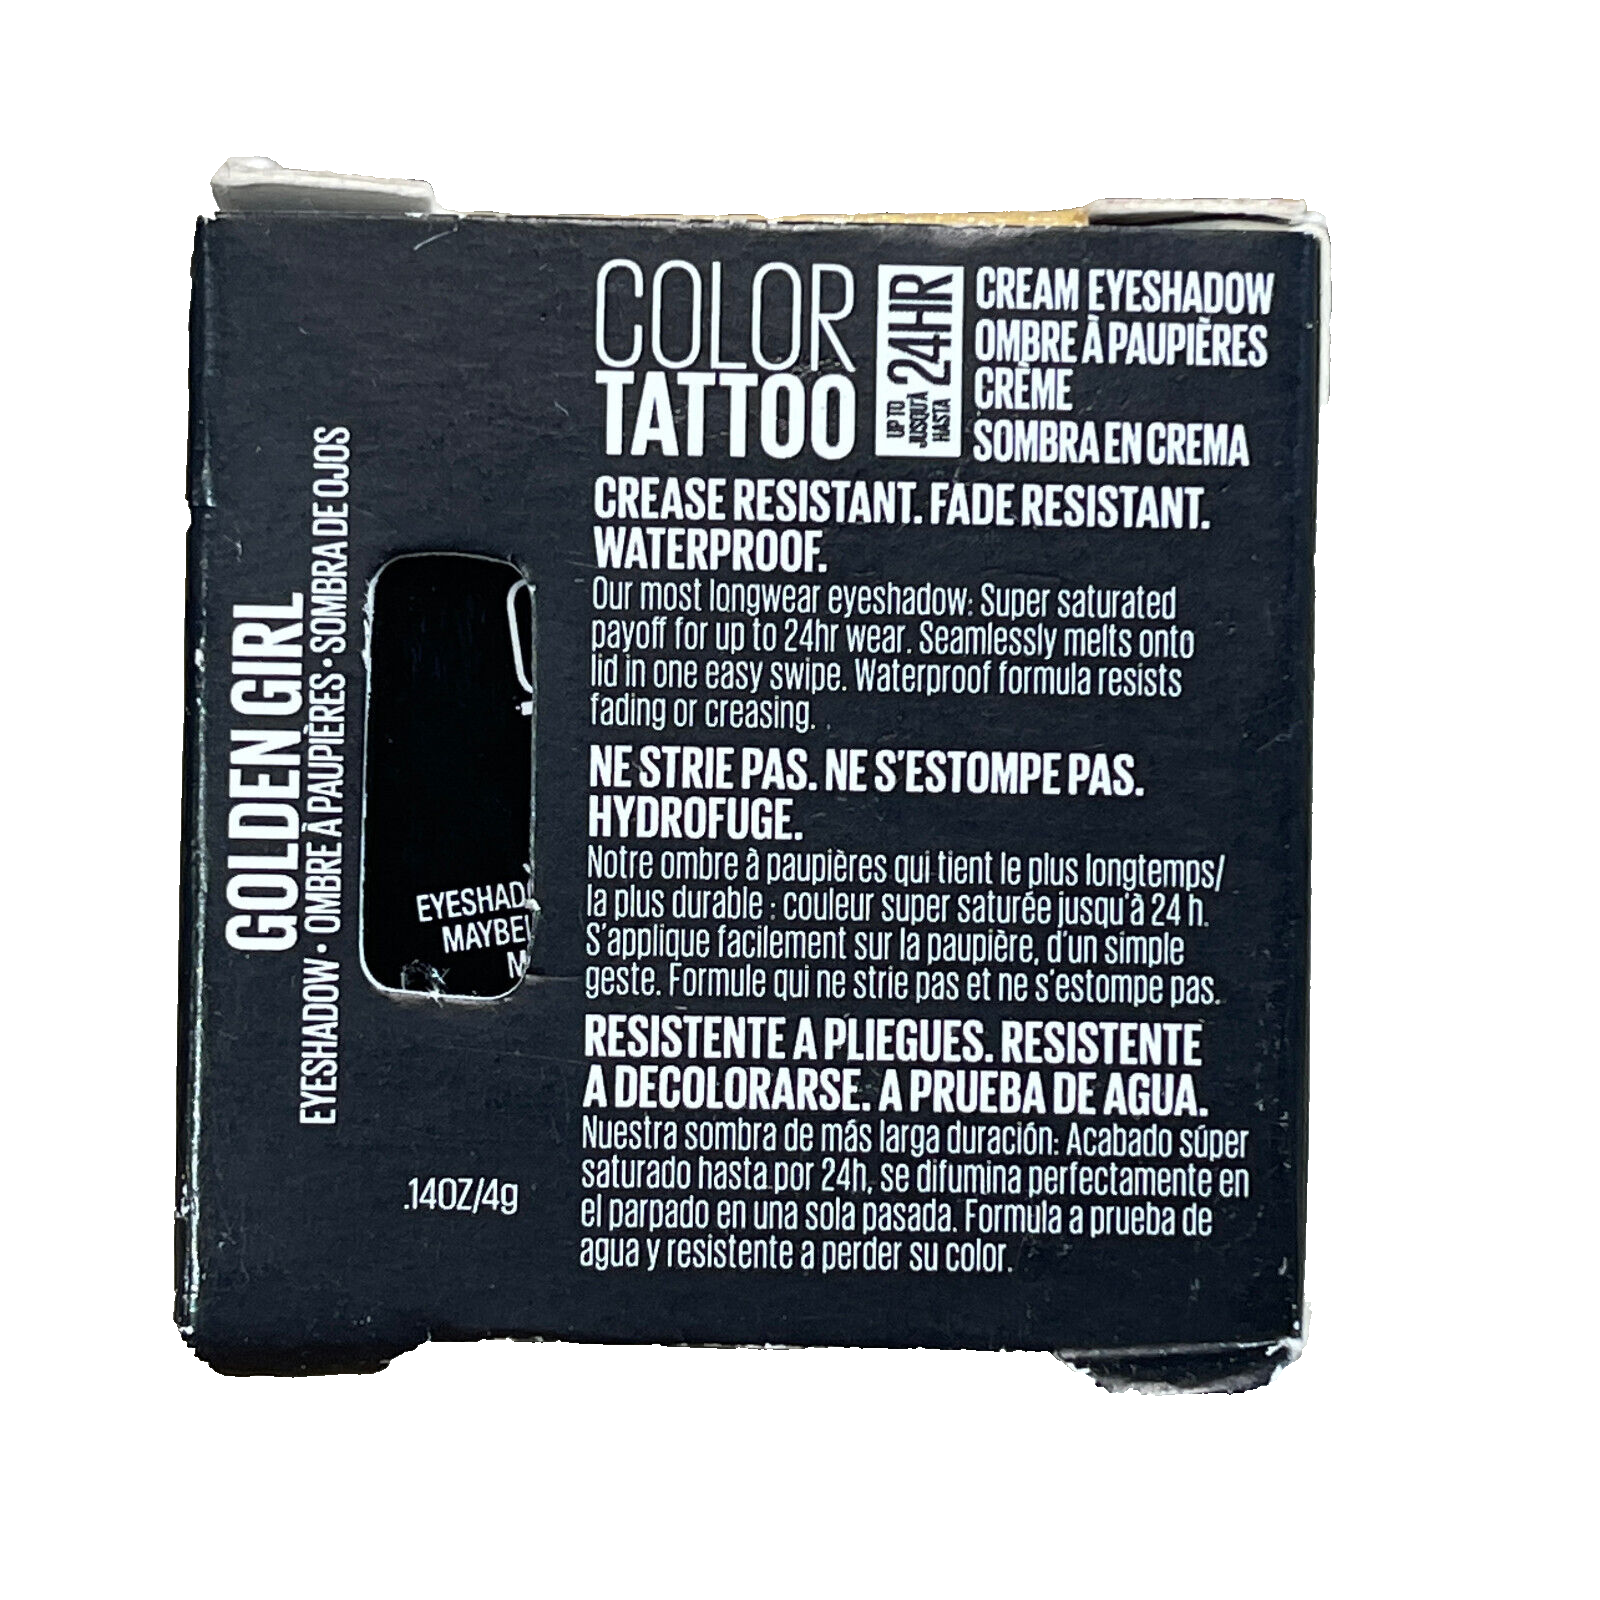 GOLDEN GIRL
EYESHADOW • OMBRE À PAUPIÈRES • SOMBRA DE OJOS
EYESHAD
MAYBEL
M
.14OZ/4g
COLOR
TATTOO
UP TO
JUSQU'À
HASTA
24HR
CREAM EYESHADOW
OMBRE À PAUPIÈRES
CRÈME
SOMBRA EN CREMA
CREASE RESISTANT. FADE RESISTANT.
WATERPROOF.
Our most longwear eyeshadow: Super saturated
payoff for up to 24hr wear. Seamlessly melts onto
lid in one easy swipe. Waterproof formula resists
fading or creasing.
NE STRIE PAS. NE S'ESTOMPE PAS.
HYDROFUGE.
Notre ombre à paupières qui tient le plus longtemps/
la plus durable : couleur super saturée jusqu'à 24 h.
S'applique facilement sur la paupière, d'un simple
geste. Formule qui ne strie pas et ne s'estompe pas.
RESISTENTE A PLIEGUES. RESISTENTE
A DECOLORARSE. A PRUEBA DE AGUA.
Nuestra sombra de más larga duración: Acabado súper
saturado hasta por 24h, se difumina perfectamente en
el parpado en una sola pasada. Formula a prueba de
agua y resistente a perder su color.